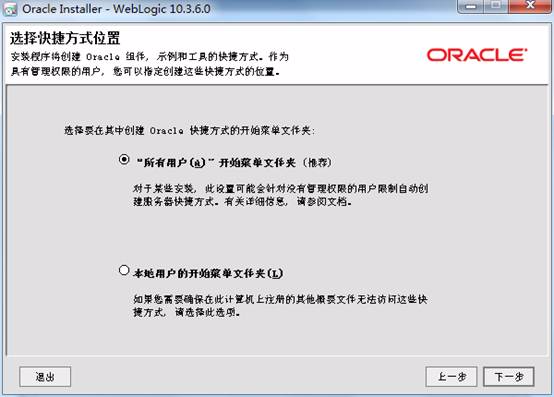 Oracle Installer - WebLogic 10.3.6.0
选择快捷方式位置
安装程序将创建 Oracle 组件, 示例和工具的快捷方式。作为
具有管理权限的用户, 您可以指定创建这些快捷方式的位置。
ORACLE
选择要在其中创建 Oracle 快捷方式的开始菜单文件夹:
"所有用户(A)"开始菜单文件夹 (推荐)
对于某些安装, 此设置可能会针对没有管理权限的用户限制自动创
建服务器快捷方式。有关详细信息, 请参阅文档。
本地用户的开始菜单文件夹(L)
如果您需要确保在此计算机上注册的其他概要文件无法访问这些快
捷方式, 请选择此选项。
退出
上一步
下一步